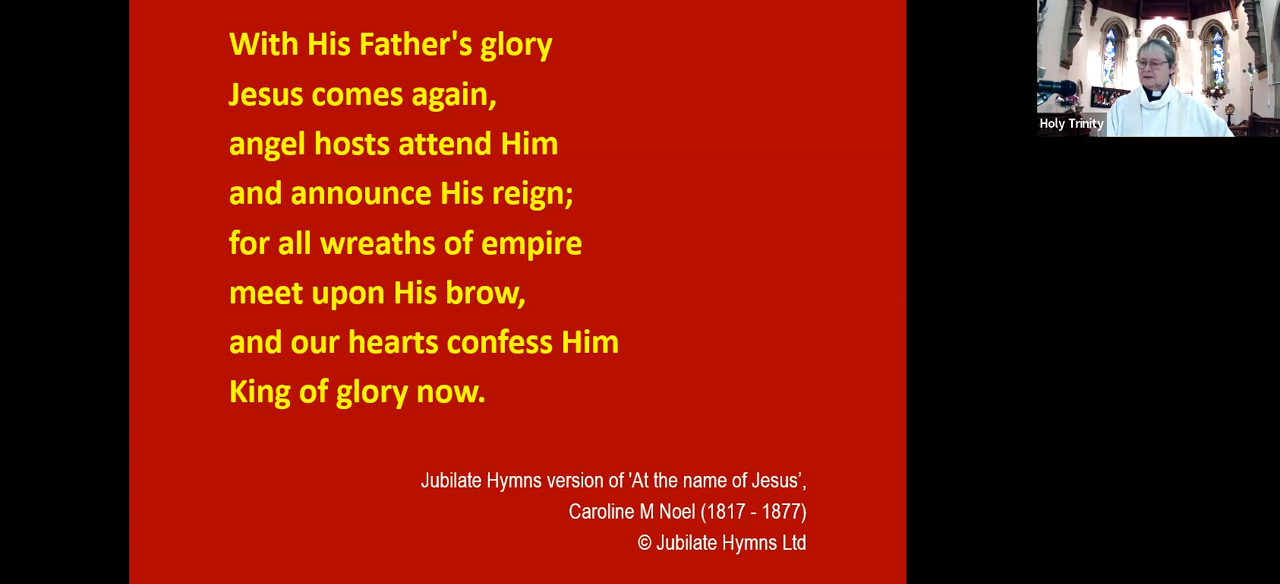 With His Father's glory
Jesus comes again,
angel hosts attend Him
and announce His reign;
for all wreaths of empire
meet upon His brow,
and our hearts confess Him
King of glory now.
Jubilate Hymns version of 'At the name of Jesus',
Caroline M Noel (1817 - 1877)
© Jubilate Hymns Ltd
Holy Trinity